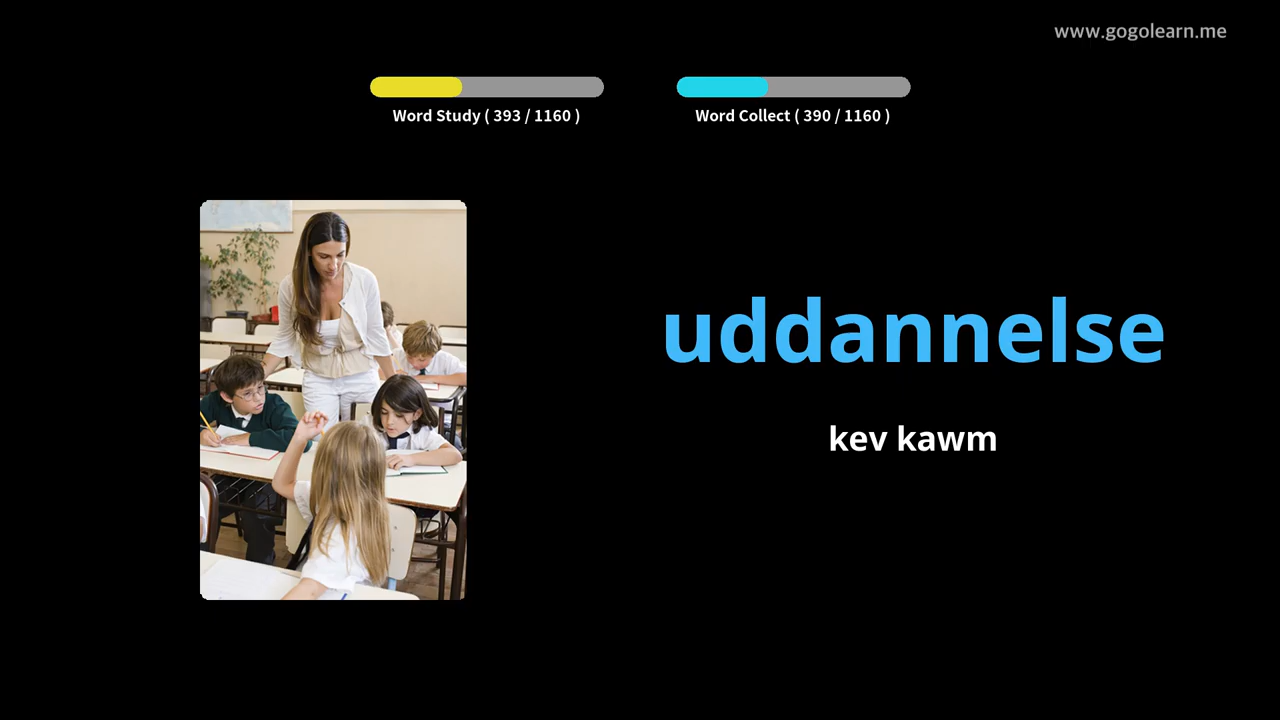 www.gogolearn.me
Word Study ( 393 / 1160 )
Word Collect ( 390 / 1160 )
uddannelse
kev kawm